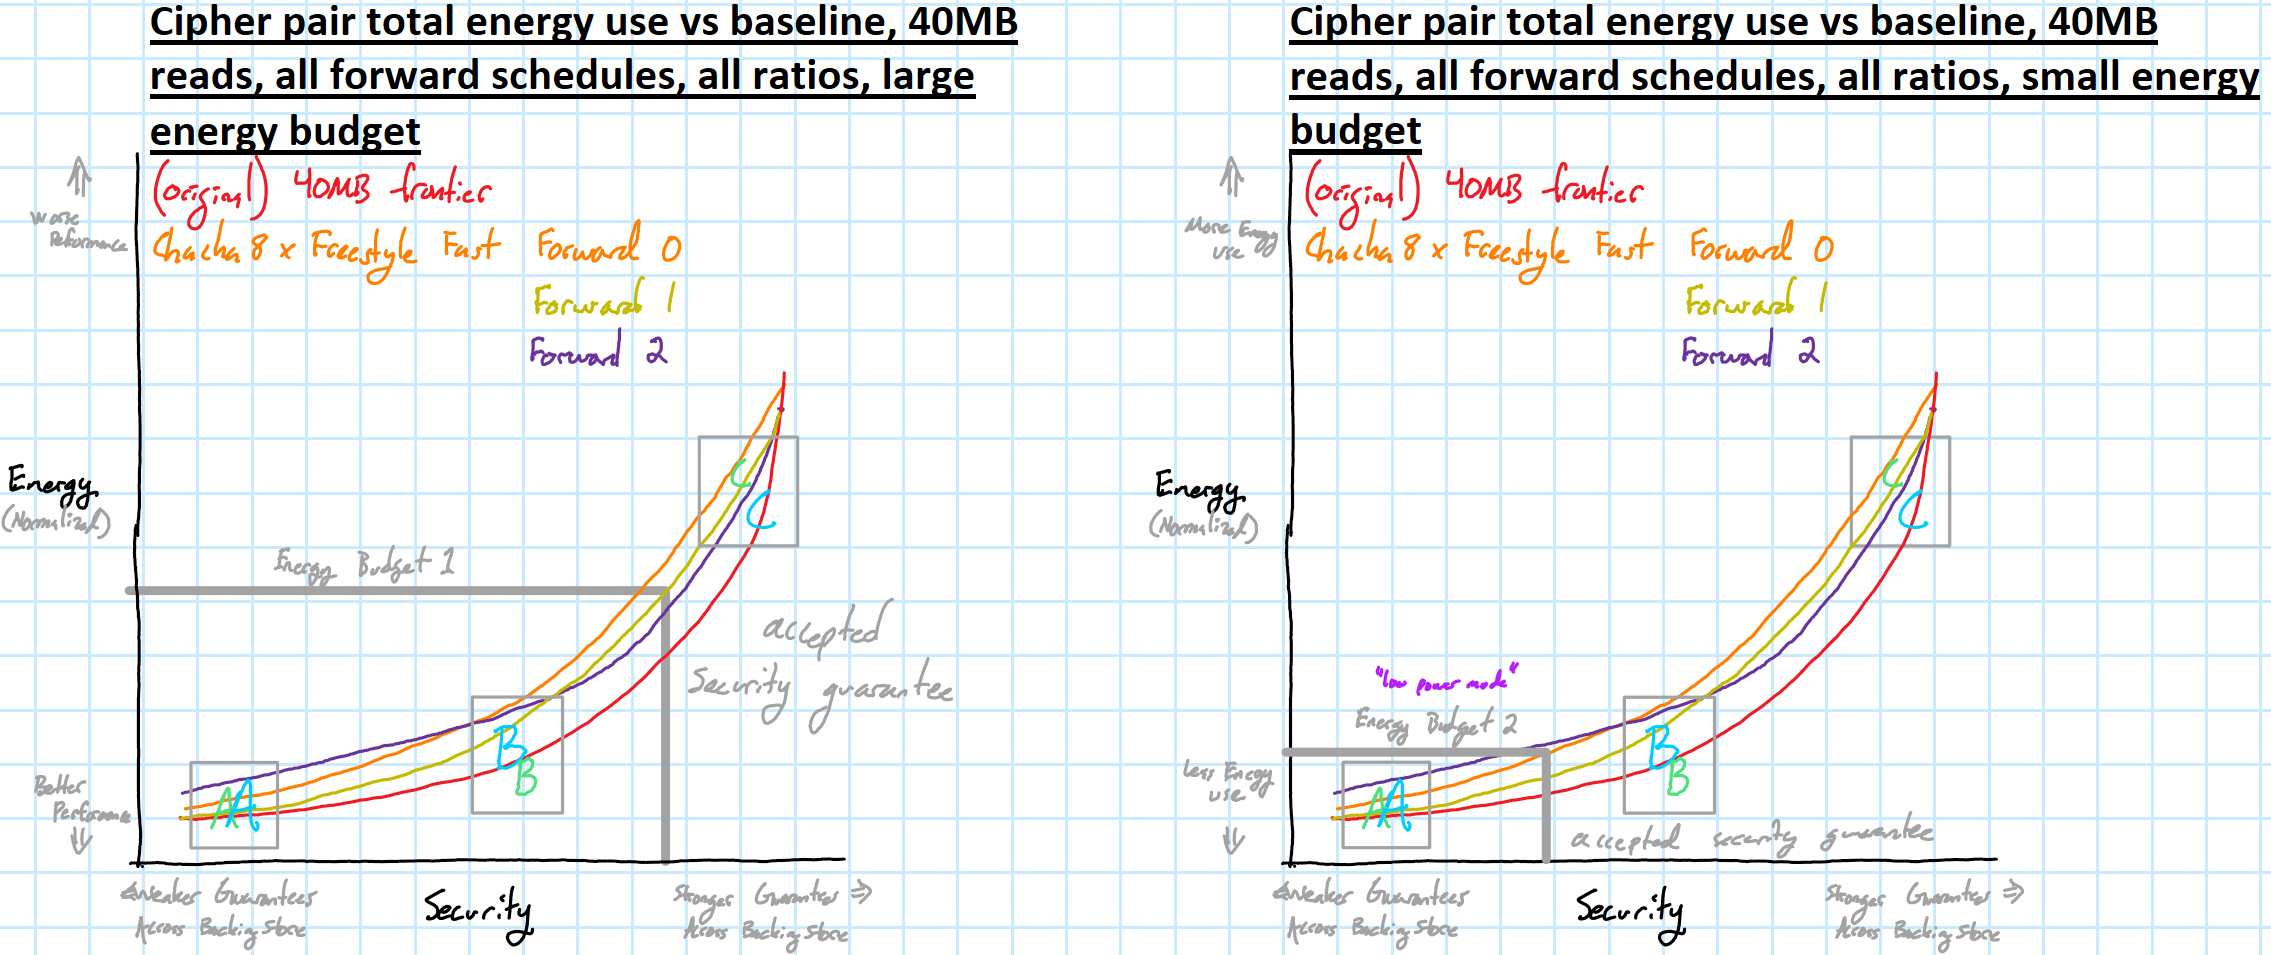 Cipher pair total energy use vs baseline, 40MB
reads, all forward schedules, all ratios, large
energy budget
(original) 40MB frontier
Worse
Performance
Chacha8 x Freestyle Fast Forward 0
Forward 1
Forward 2
C
Energy
(Normalized)
C
Energy Budget 1
accepted
Security guarantee
B
B
Better
Performance
A A
<Weaker Guarantees
Across Backing Store
Security
Stronger Guarantees =>
Across Backing Store
Cipher pair total energy use vs baseline, 40MB
reads, all forward schedules, all ratios, small energy
budget
(original) 40MB frontier
More Energy
use
Chacha8 x Freestyle Fast Forward 0
Forward 1
Forward 2
C
Energy
(Normalized)
C
"low power mode"
Energy Budget 2
B
B
Less Energy
use
A A
accepted security guarantee
<Weaker Guarantees
Across Backing Store
Security
Stronger Guarantees =>
Across Backing Store